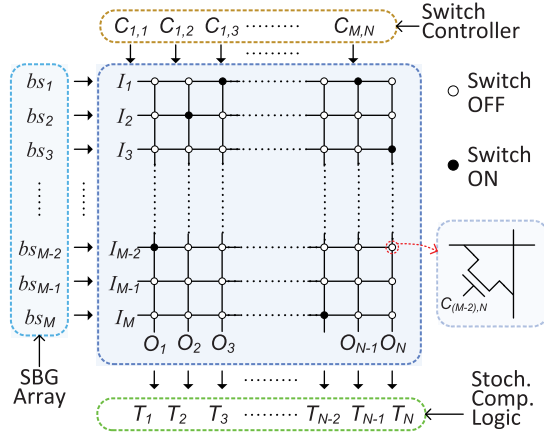 C1,1 C1,2 C1,3 ········· CM,N
Switch
Controller
bs1
bs2
bs3
bsM-2
bsM-1
bsM
I1
I2
I3
IM-2
IM-1
IM
O1 O2 O3 ON-1 ON
Switch
OFF
Switch
ON
C(M-2),N
SBG
Array
T1 T2 T3 ········· TN-2 TN-1 TN
Stoch.
Comp.
Logic